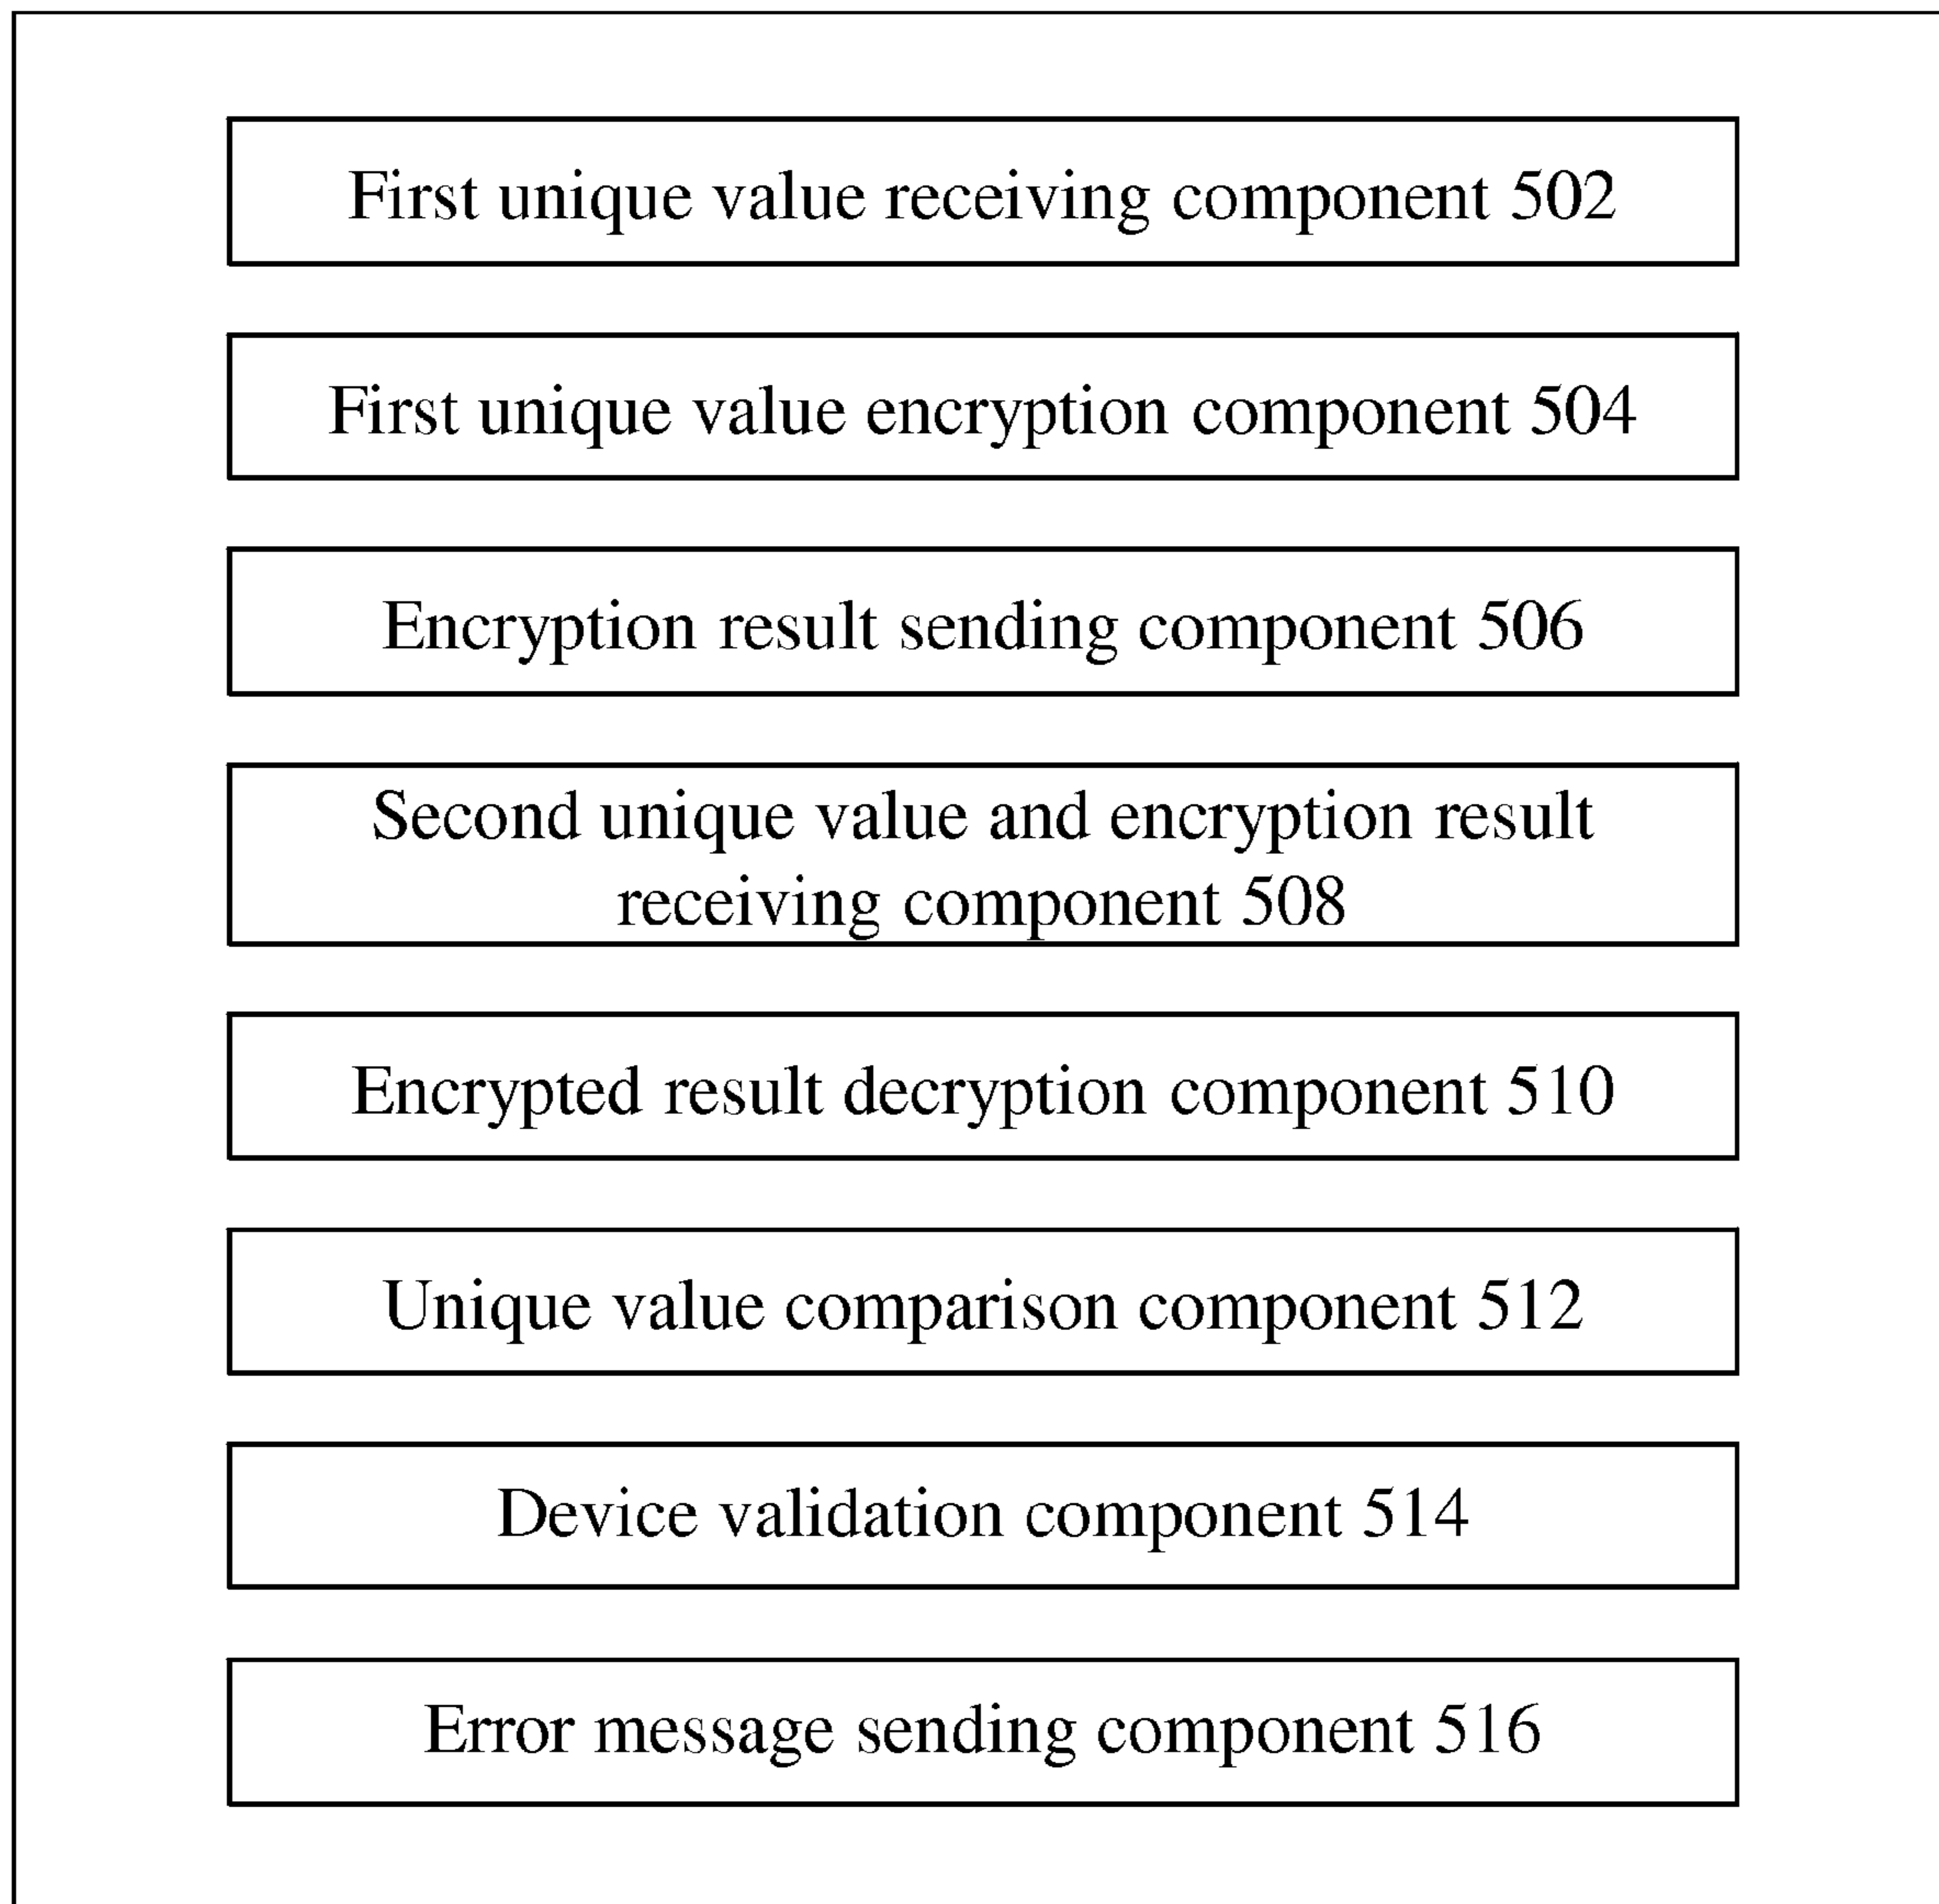 First unique value receiving component 502
First unique value encryption component 504
Encryption result sending component 506
Second unique value and encryption result
receiving component 508
Encrypted result decryption component 510
Unique value comparison component 512
Device validation component 514
Error message sending component 516